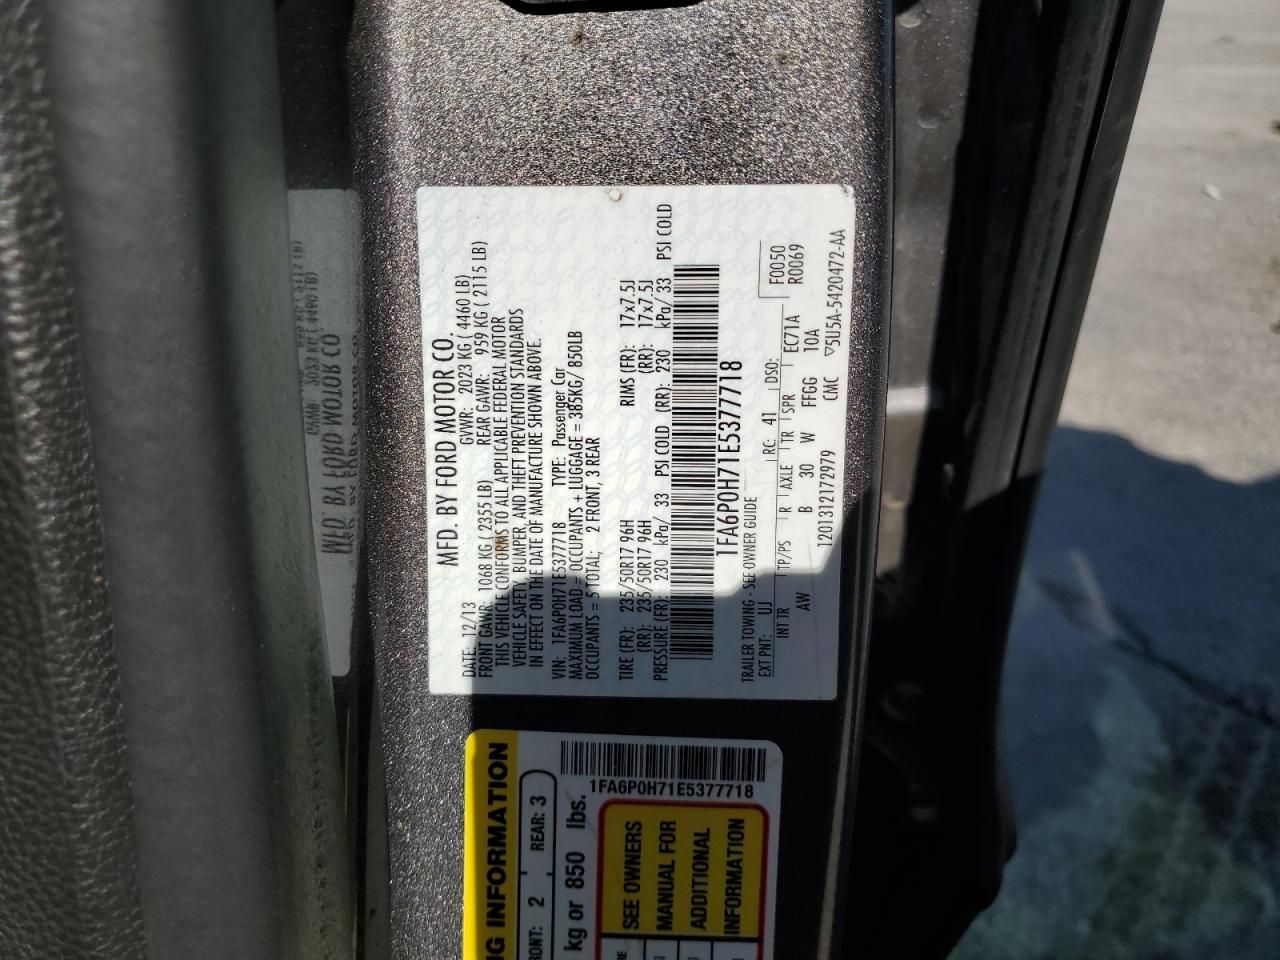 MFD. BY FORD MOTOR CO.
DATE: 12/13 GVWR: 2023 KG ( 4460 LB)
FRONT GAWR: 1068 KG ( 2355 LB) REAR GAWR: 959 KG ( 2115 LB)
THIS VEHICLE CONFORMS TO ALL APPLICABLE FEDERAL MOTOR
VEHICLE SAFETY, BUMPER, AND THEFT PREVENTION STANDARDS
IN EFFECT ON THE DATE OF MANUFACTURE SHOWN ABOVE.
VIN: 1FA6P0H71E5377718 TYPE: Passenger Car
MAXIMUM LOAD = OCCUPANTS + LUGGAGE = 385KG/ 850LB
OCCUPANTS = 5 TOTAL: 2 FRONT, 3 REAR
TIRE (FR): 235/50R17 96H RIMS (FR): 17x7.5J
(RR): 235/50R17 96H (RR): 17x7.5J
PRESSURE (FR): 230 kPa/ 33 PSI COLD (RR): 230 kPa/ 33 PSI COLD
1FA6P0H71E5377718
TRAILER TOWING - SEE OWNER GUIDE F0050
EXT PNT: UJ RC: 41 DSO: R0069
INT TR TP/PS R AXLE TR SPR EC71A
AW B 30 W FFGG 10A
1201312172979 CMC ▽5U5A-5420472-AA
NG INFORMATION
RONT: 2 REAR: 3
kg or 850 lbs.
1FA6P0H71E5377718
SEE OWNERS
MANUAL FOR
ADDITIONAL
INFORMATION